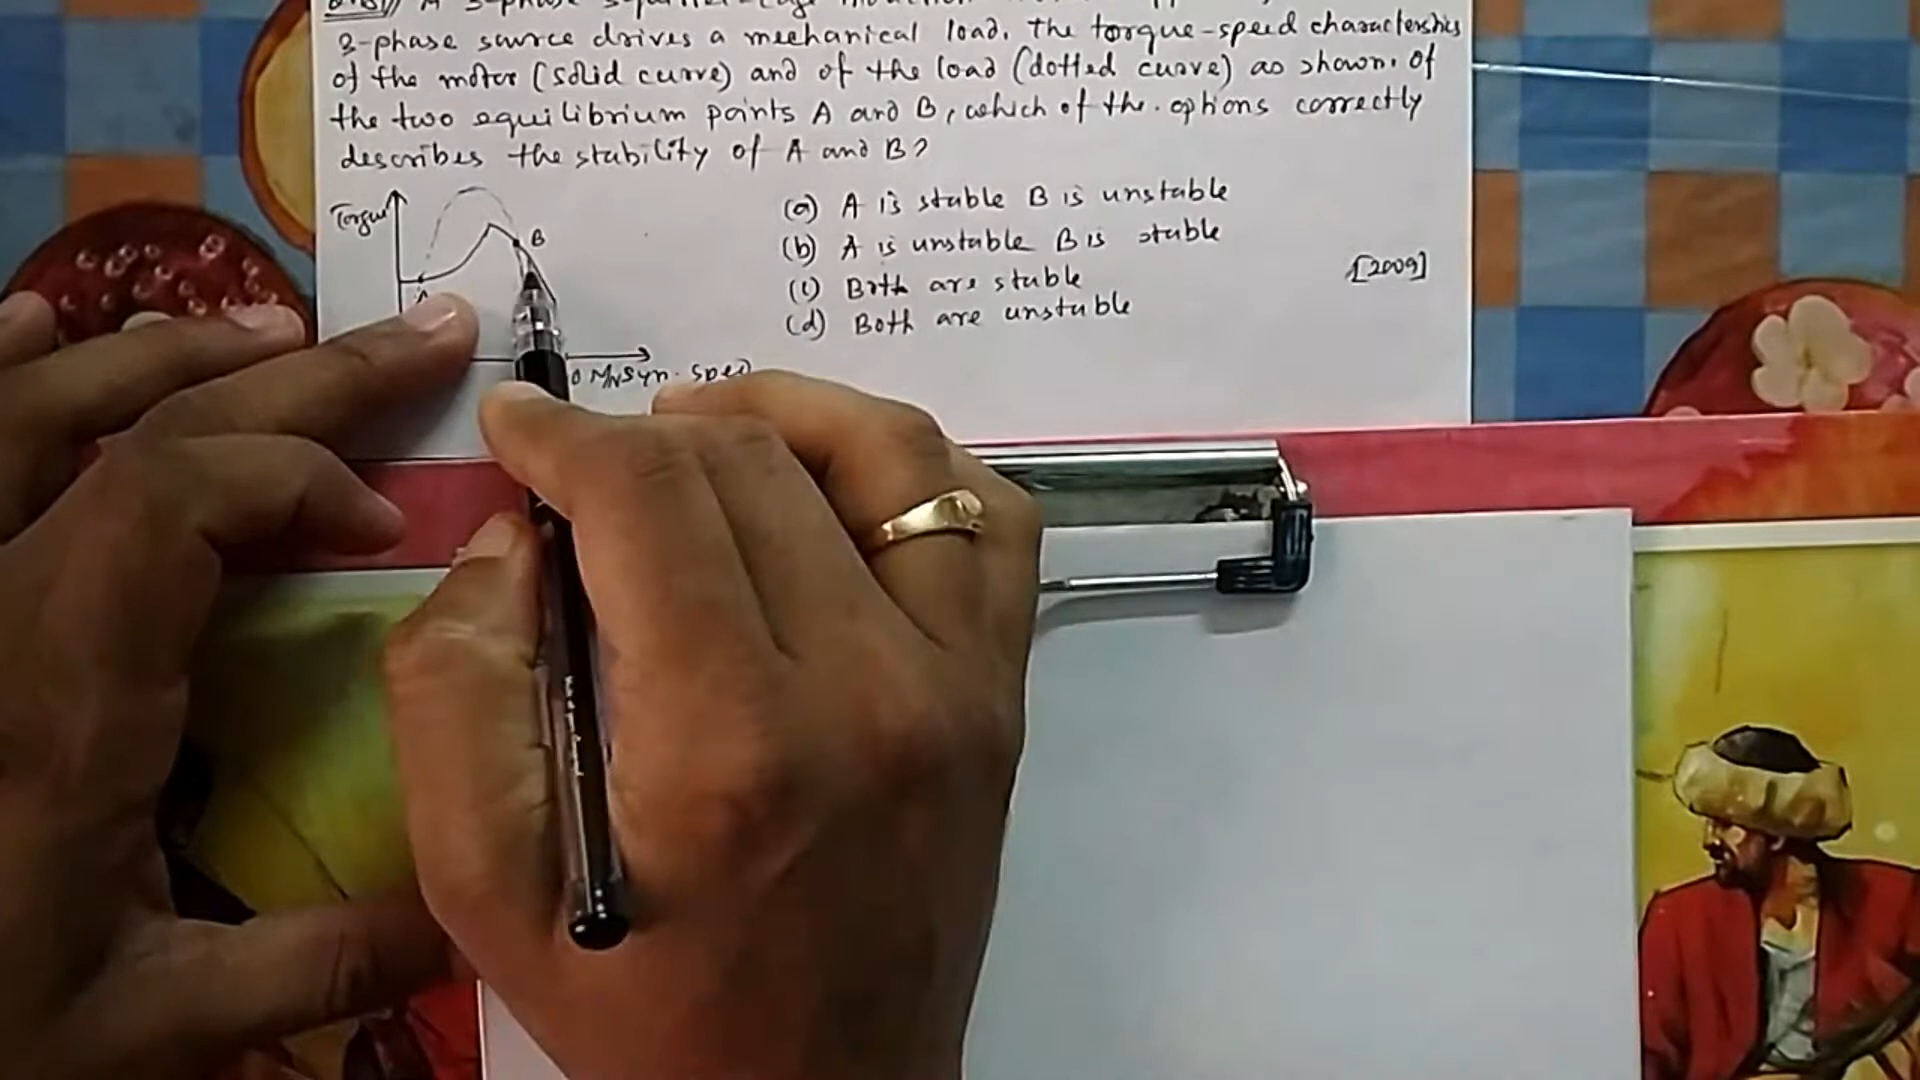 3-phase source drives a mechanical load. The torque-speed characteristics
of the motor (solid curve) and of the load (dotted curve) as shown. Of
the two equilibrium points A and B, which of the options correctly
describes the stability of A and B?
Torque
B
A
(a) A is stable B is unstable
(b) A is unstable B is stable
(c) Both are stable
(d) Both are unstable
[2009]
0 Syn. speed